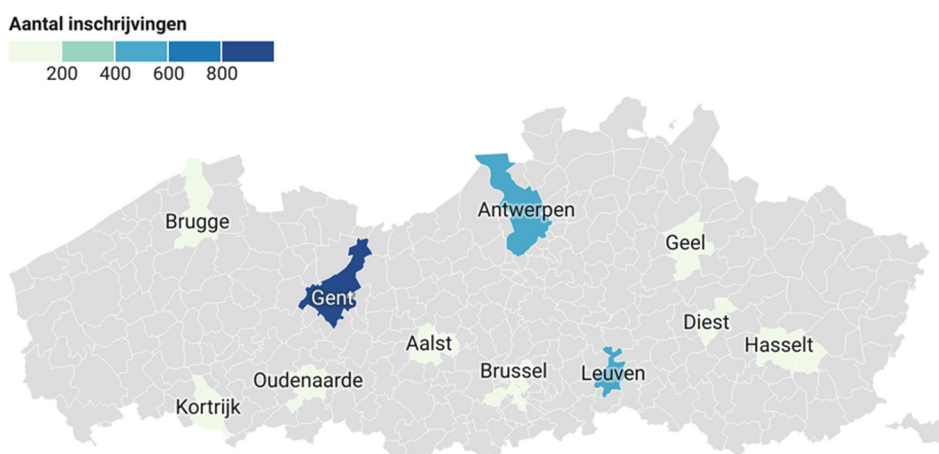 Aantal inschrijvingen
200 400 600 800
Antwerpen
Brugge
Geel
Gent
Diest
Aalst
Hasselt
Brussel
Leuven
Oudenaarde
Kortrijk